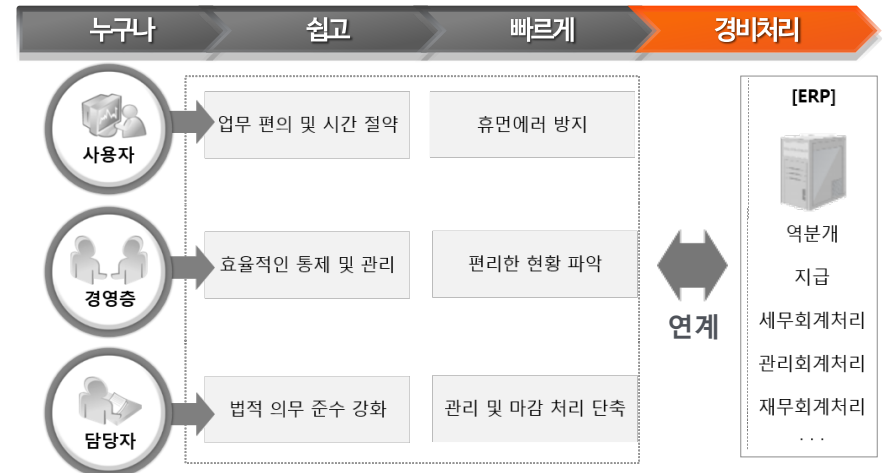 누구나
쉽고
빠르게
경비처리
사용자
업무 편의 및 시간 절약
휴먼에러 방지
경영층
효율적인 통제 및 관리
편리한 현황 파악
담당자
법적 의무 준수 강화
관리 및 마감 처리 단축
연계
[ERP]
역분개
지급
세무회계처리
관리회계처리
재무회계처리
...